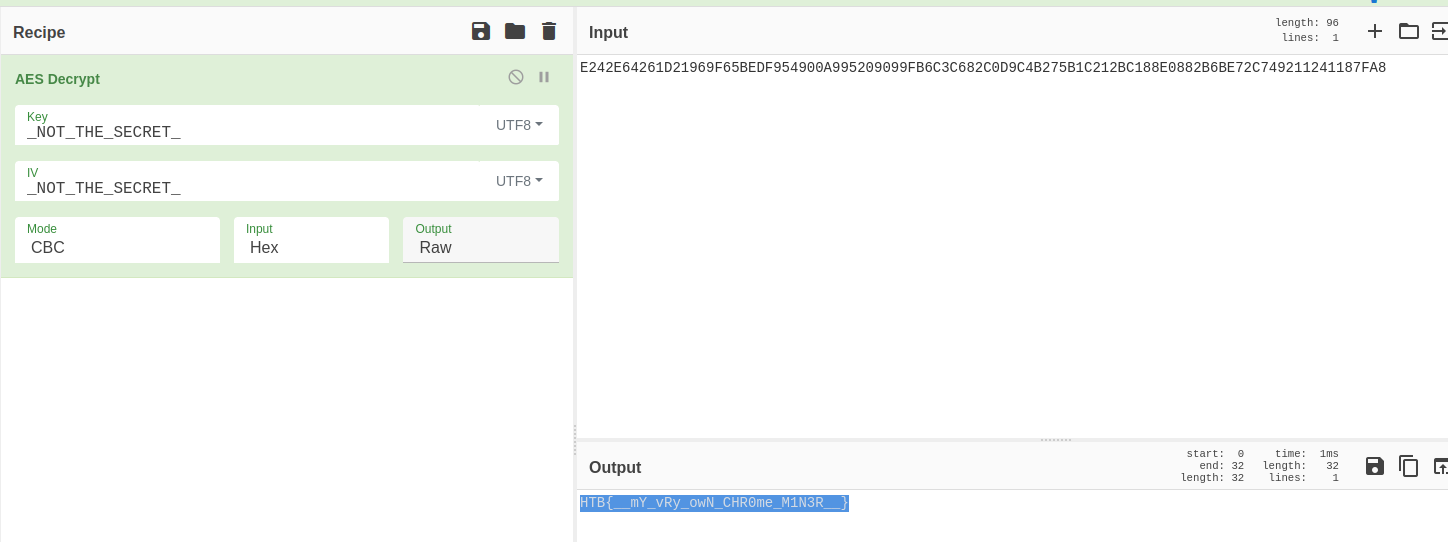 Recipe
AES Decrypt
Key
_NOT_THE_SECRET_
UTF8
IV
_NOT_THE_SECRET_
UTF8
Mode
CBC
Input
Hex
Output
Raw
Input
length: 96
lines: 1
E242E64261D21969F65BEDF954900A995209099FB6C3C682C0D9C4B275B1C212BC188E0882B6BE72C749211241187FA8
Output
start: 0 time: 1ms
end: 32 length: 32
length: 32 lines: 1
HTB{__mY_vRy_owN_CHR0me_M1N3R__}